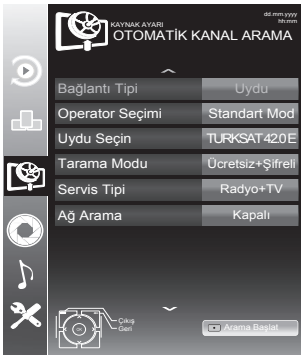 dd.mm.yyyy
hh:mm
KAYNAK AYARI
OTOMATİK KANAL ARAMA
Bağlantı Tipi Uydu
Operator Seçimi Standart Mod
Uydu Seçin TURKSAT 42.0 E
Tarama Modu Ücretsiz+Şifreli
Servis Tipi Radyo+TV
Ağ Arama Kapalı
OK
Çıkış
Geri
Arama Başlat